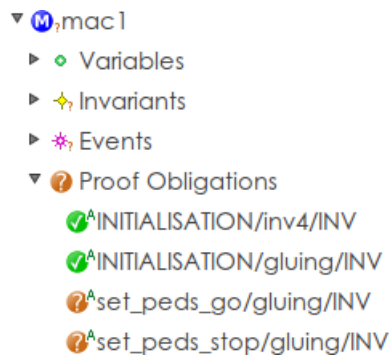 mac1
Variables
Invariants
Events
Proof Obligations
INITIALISATION/inv4/INV
INITIALISATION/gluing/INV
set_peds_go/gluing/INV
set_peds_stop/gluing/INV